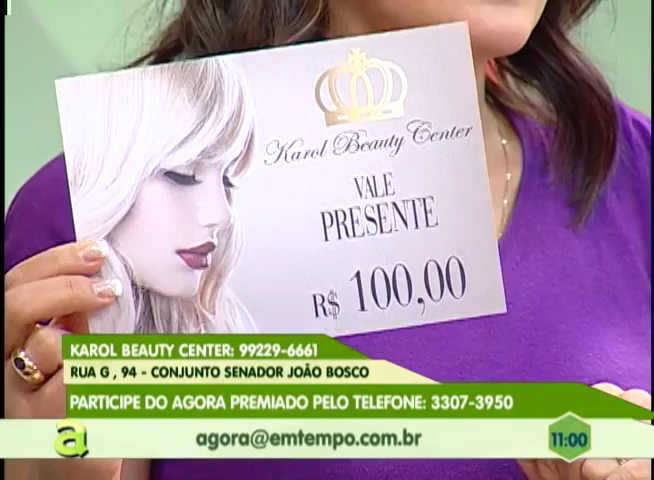 Karol Beauty Center
VALE
PRESENTE
R$ 100,00
KAROL BEAUTY CENTER: 99229-6661
RUA G , 94 - CONJUNTO SENADOR JOÃO BOSCO
PARTICIPE DO AGORA PREMIADO PELO TELEFONE: 3307-3950
a
agora@emtempo.com.br
11:00